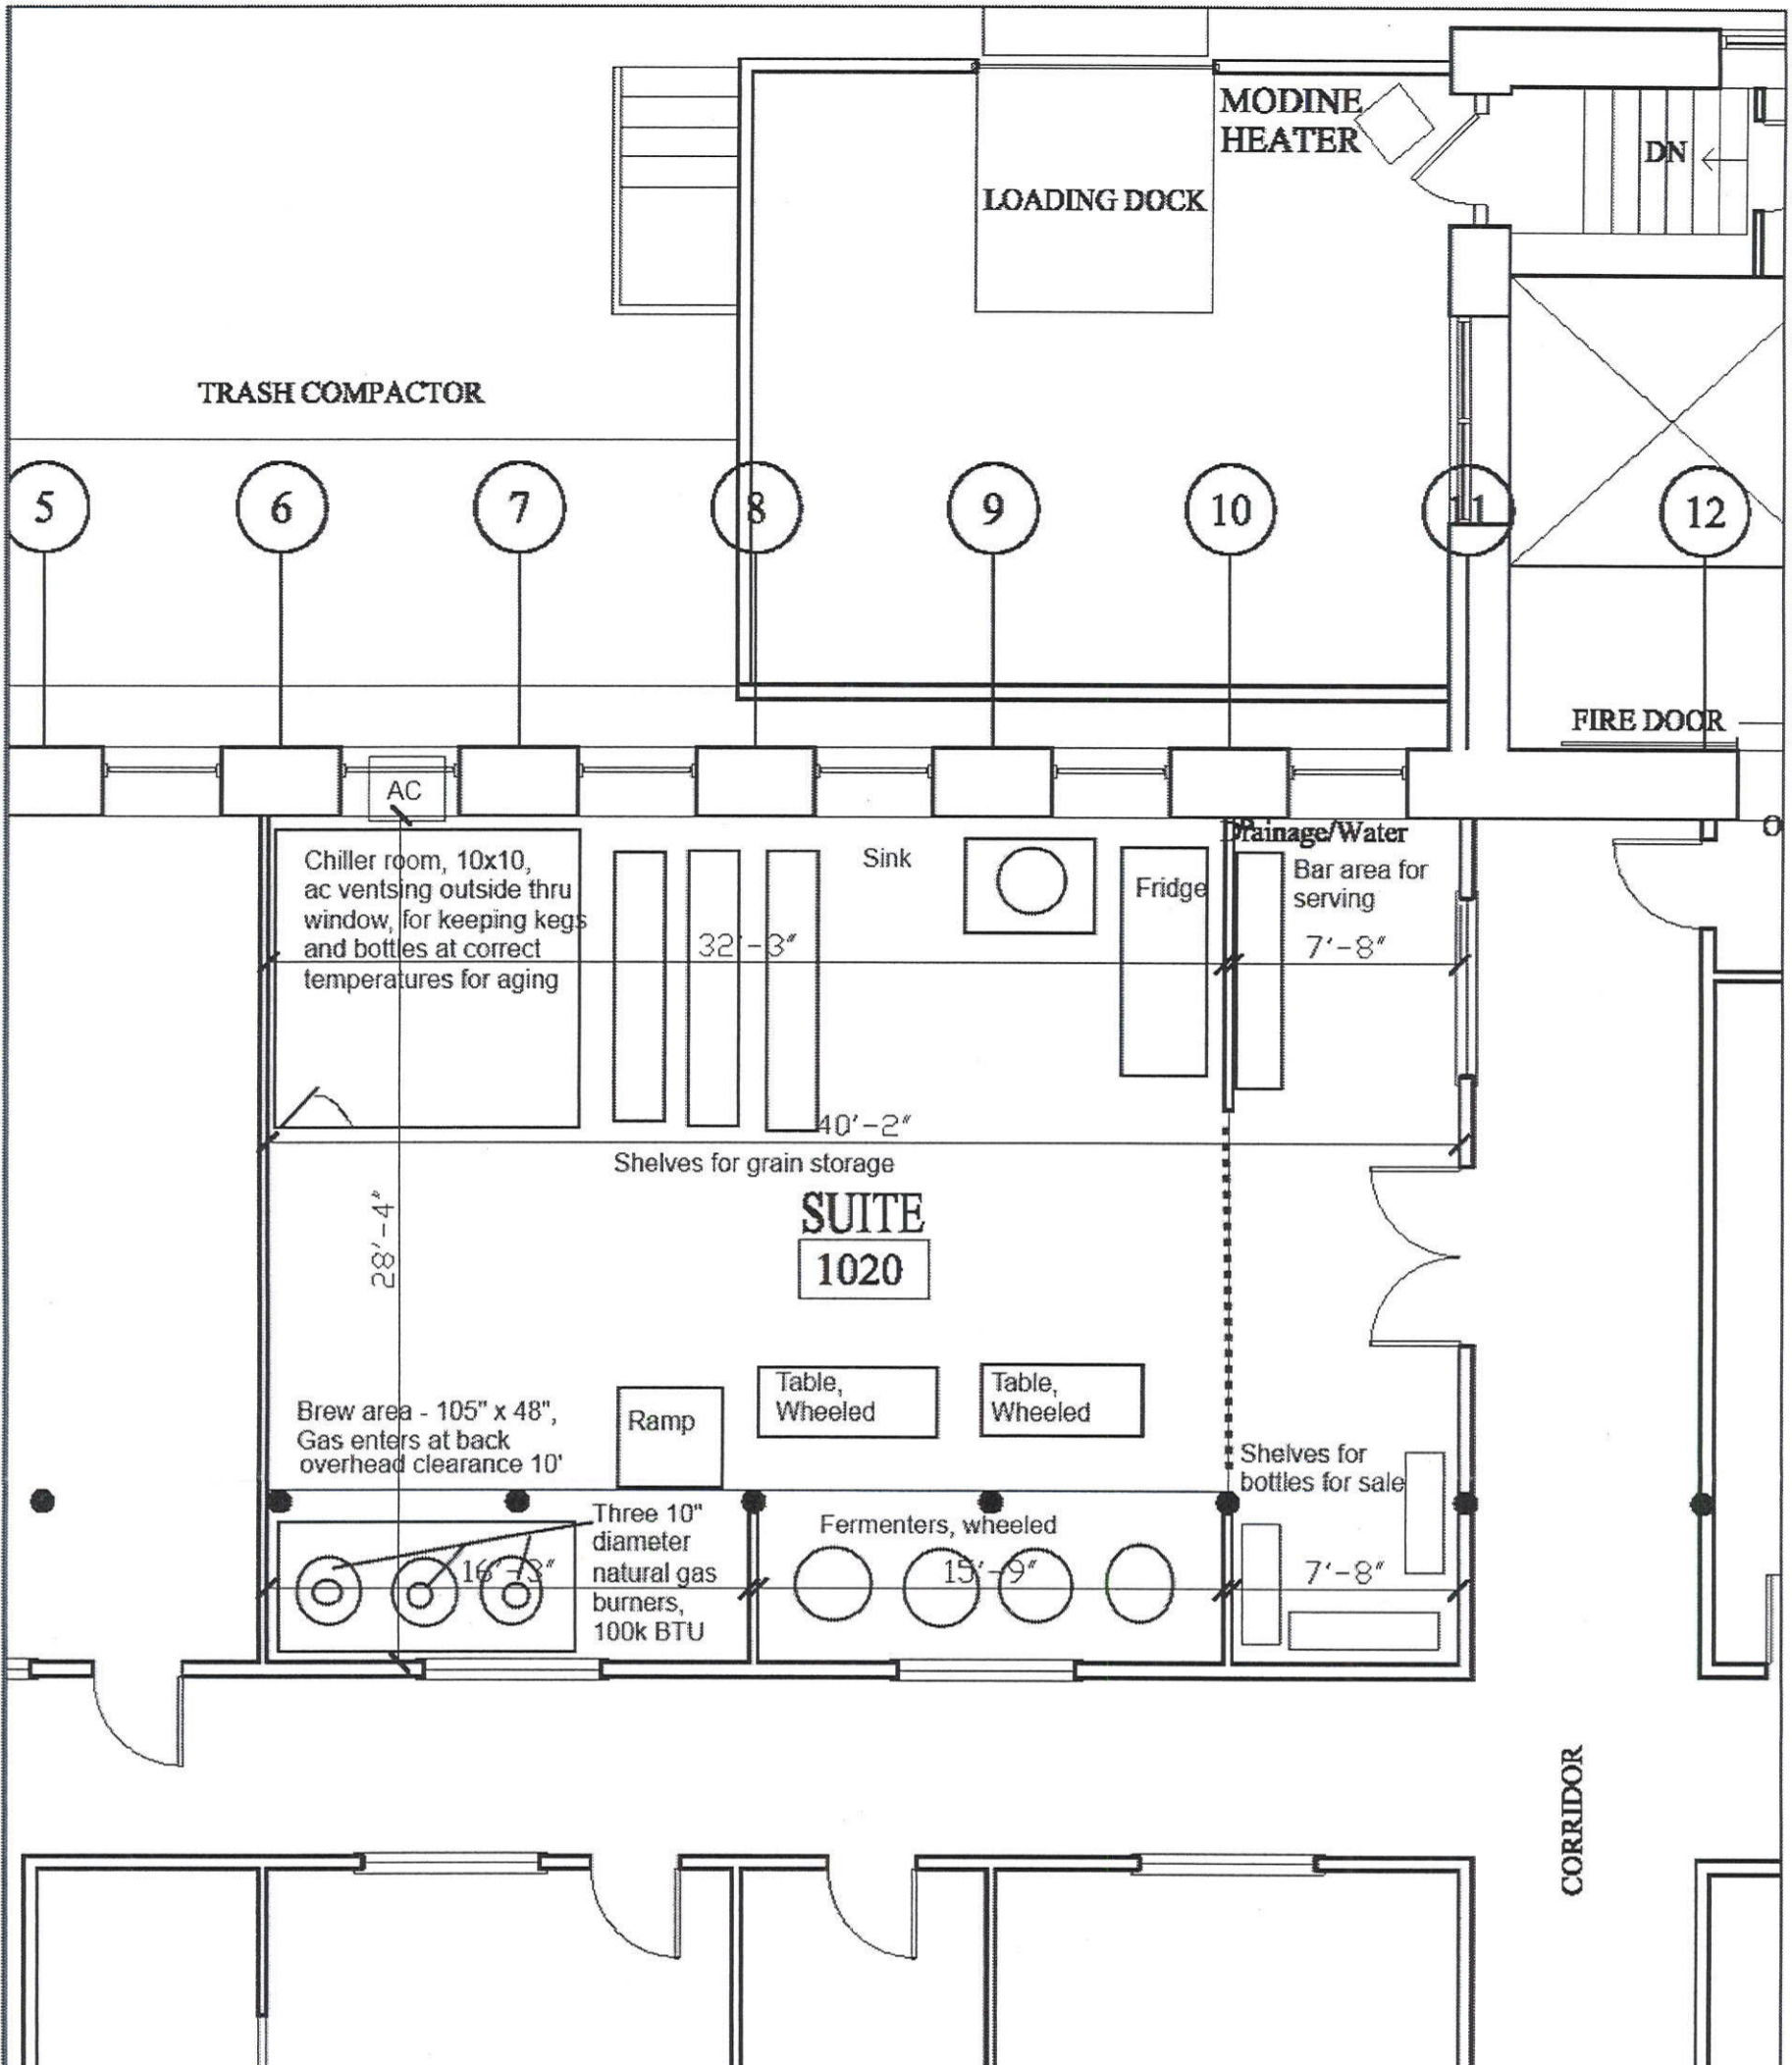 MODINE
HEATER
DN
LOADING DOCK
TRASH COMPACTOR
5
6
7
8
9
10
11
12
FIRE DOOR
AC
Drainage/Water
O
Chiller room, 10x10,
ac ventsing outside thru
window, for keeping kegs
and bottles at correct
temperatures for aging
Sink
Fridge
Bar area for
serving
32'-3"
7'-8"
40'-2"
Shelves for grain storage
SUITE
1020
28'-4"
Table,
Wheeled
Table,
Wheeled
Ramp
Brew area - 105" x 48",
Gas enters at back
overhead clearance 10'
Shelves for
bottles for sale
Three 10"
diameter
natural gas
burners,
100k BTU
Fermenters, wheeled
16'-3"
15'-9"
7'-8"
CORRIDOR